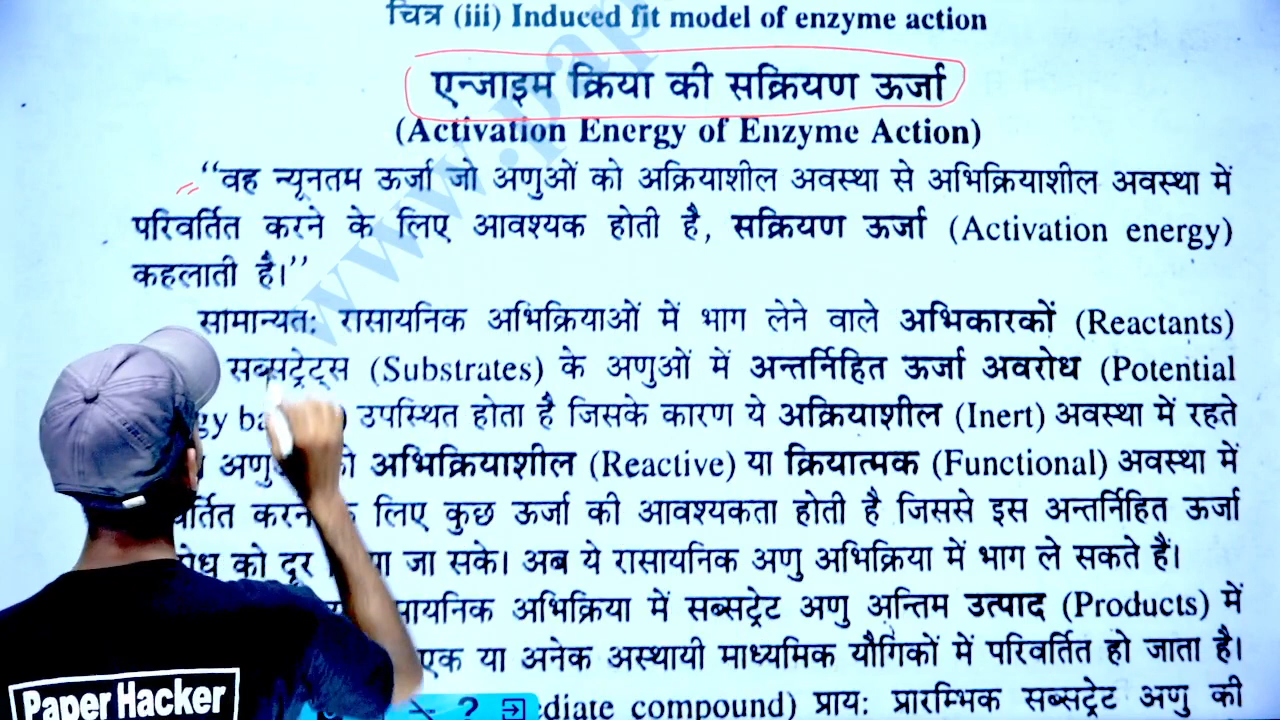 चित्र (iii) Induced fit model of enzyme action
एन्जाइम क्रिया की सक्रियण ऊर्जा
(Activation Energy of Enzyme Action)
‘‘वह न्यूनतम ऊर्जा जो अणुओं को अक्रियाशील अवस्था से अभिक्रियाशील अवस्था में
परिवर्तित करने के लिए आवश्यक होती है, सक्रियण ऊर्जा (Activation energy)
कहलाती है।’’
सामान्यतः रासायनिक अभिक्रियाओं में भाग लेने वाले अभिकारकों (Reactants)
सब्सट्रेट्स (Substrates) के अणुओं में अन्तर्निहित ऊर्जा अवरोध (Potential
उपस्थित होता है जिसके कारण ये अक्रियाशील (Inert) अवस्था में रहते
अभिक्रियाशील (Reactive) या क्रियात्मक (Functional) अवस्था में
लिए कुछ ऊर्जा की आवश्यकता होती है जिससे इस अन्तर्निहित ऊर्जा
को दूर जा सके। अब ये रासायनिक अणु अभिक्रिया में भाग ले सकते हैं।
अभिक्रिया में सब्सट्रेट अणु अन्तिम उत्पाद (Products) में
एक या अनेक अस्थायी माध्यमिक यौगिकों में परिवर्तित हो जाता है।
compound) प्रायः प्रारम्भिक सब्सट्रेट अणु की
Paper Hacker